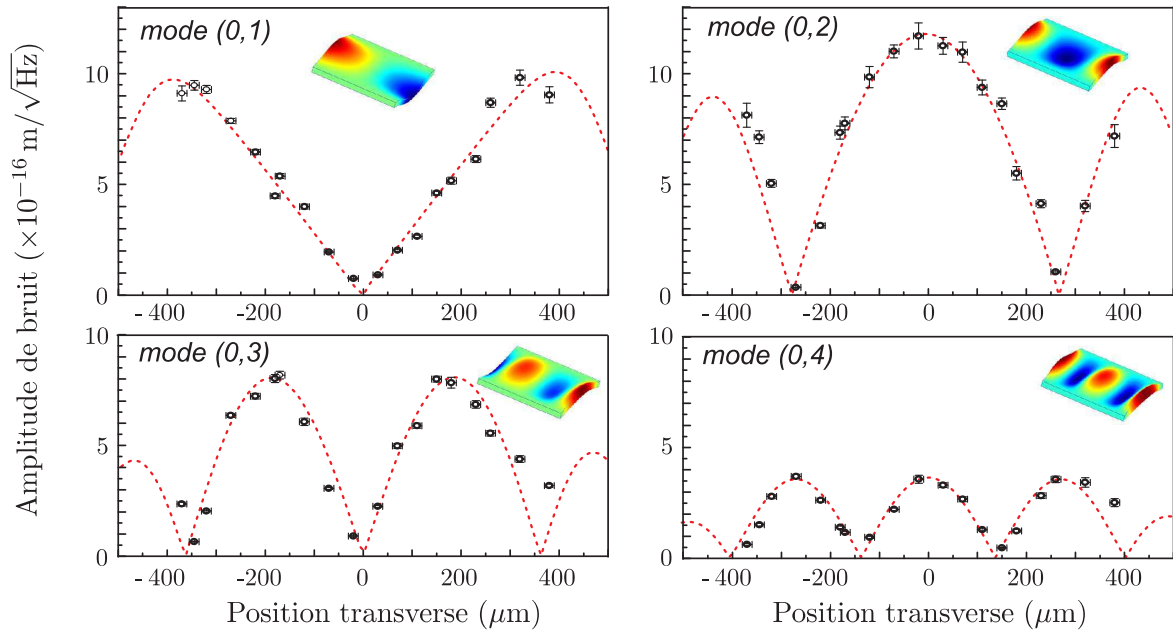 Amplitude de bruit (×10⁻¹⁶ m/√Hz)
mode (0,1)
10
5
0
-400 -200 0 200 400
mode (0,2)
10
5
0
-400 -200 0 200 400
mode (0,3)
10
5
0
-400 -200 0 200 400
Position transverse (μm)
mode (0,4)
10
5
0
-400 -200 0 200 400
Position transverse (μm)